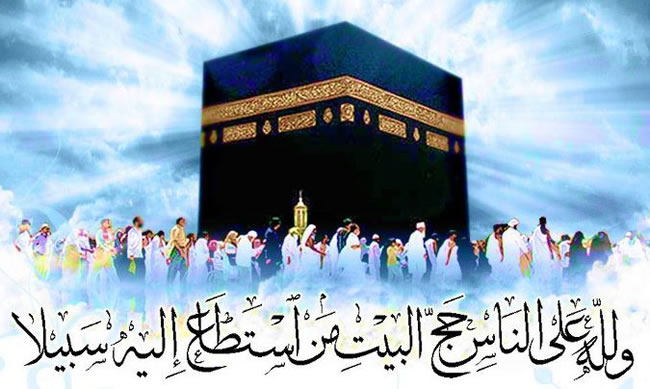 ولله على الناس حج البيت من استطاع إليه سبيلا